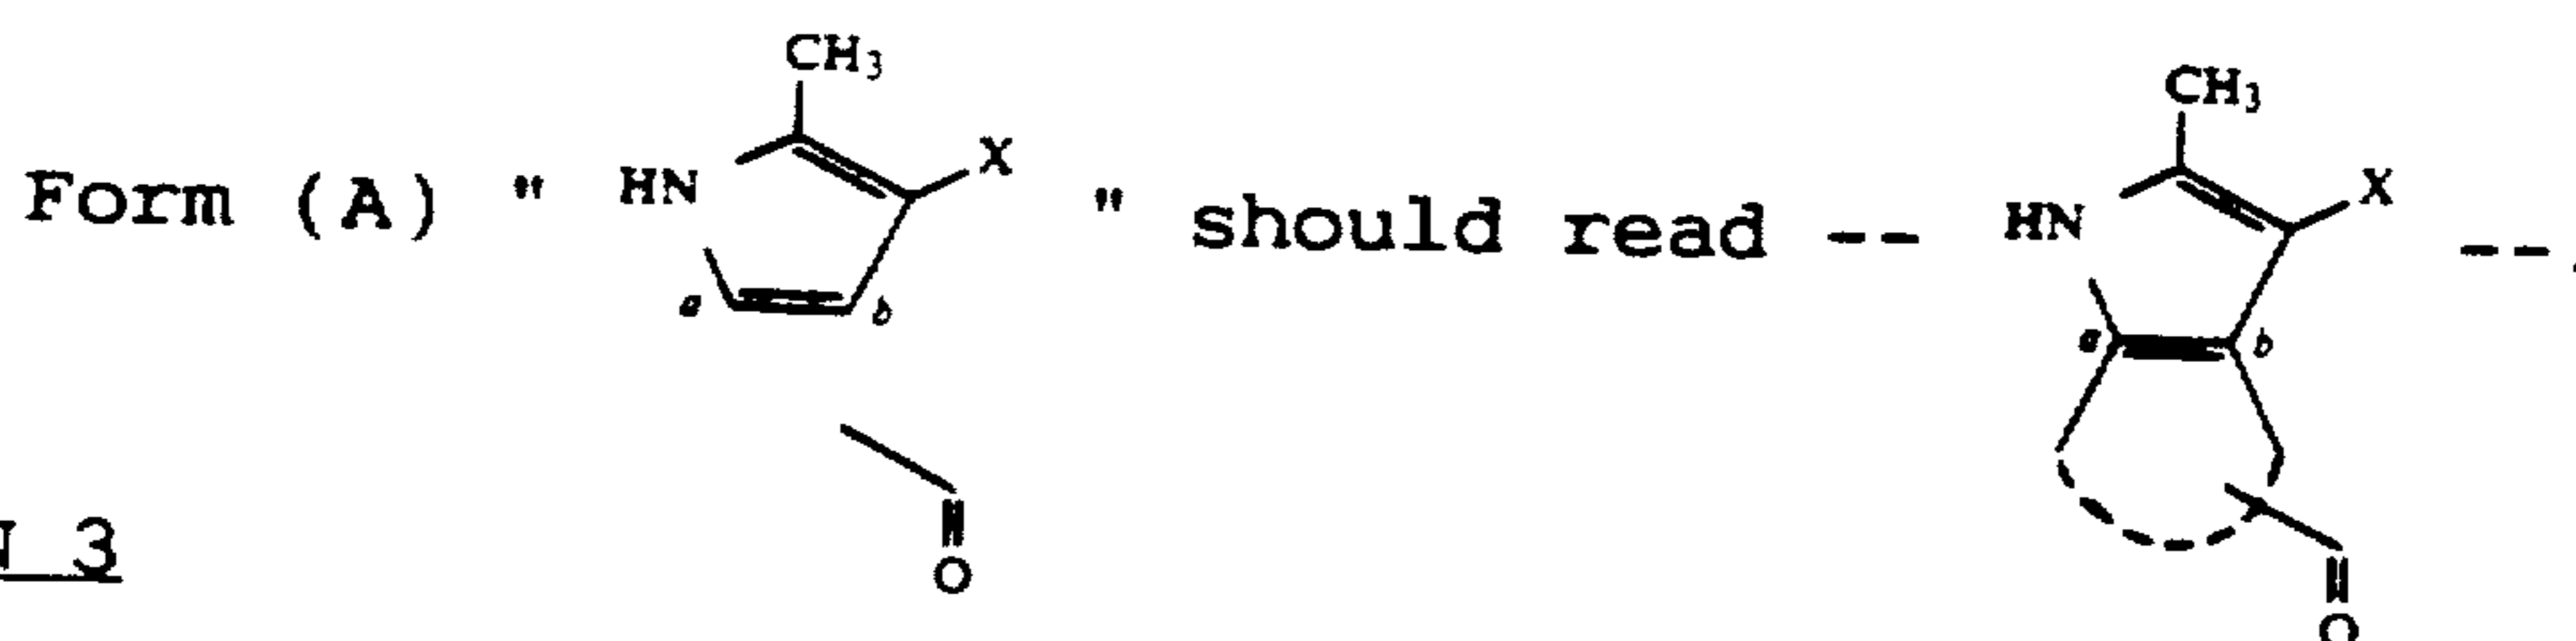 CH₃
CH₃
X
X
Form (A) " HN " should read -- HN --.
a b
a b
O
N 3
O